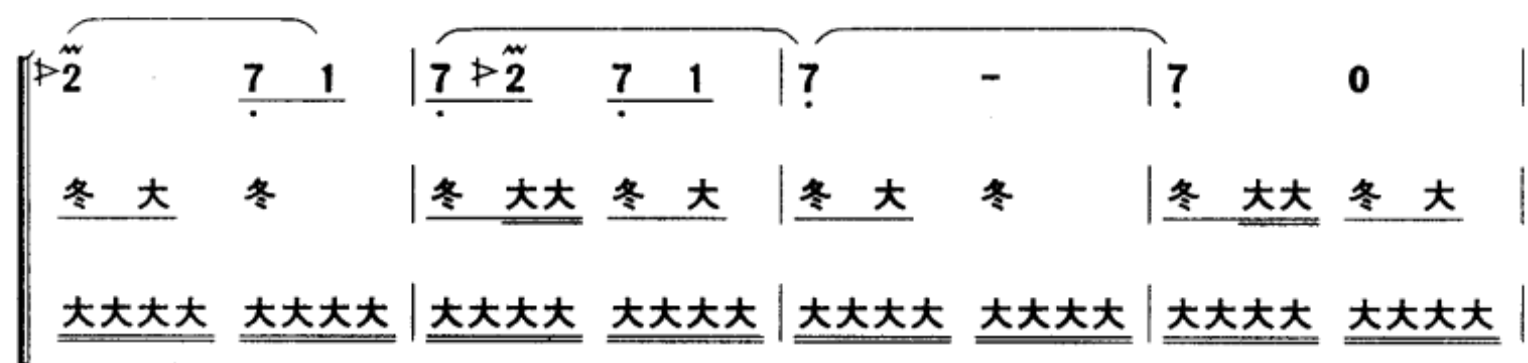 2 7 1 | 7 2 7 1 | 7 - | 7 0 |
冬 大 冬 | 冬 大大 冬 大 | 冬 大 冬 | 冬 大大 冬 大 |
大大大大 大大大大 | 大大大大 大大大大 | 大大大大 大大大大 | 大大大大 大大大大 |